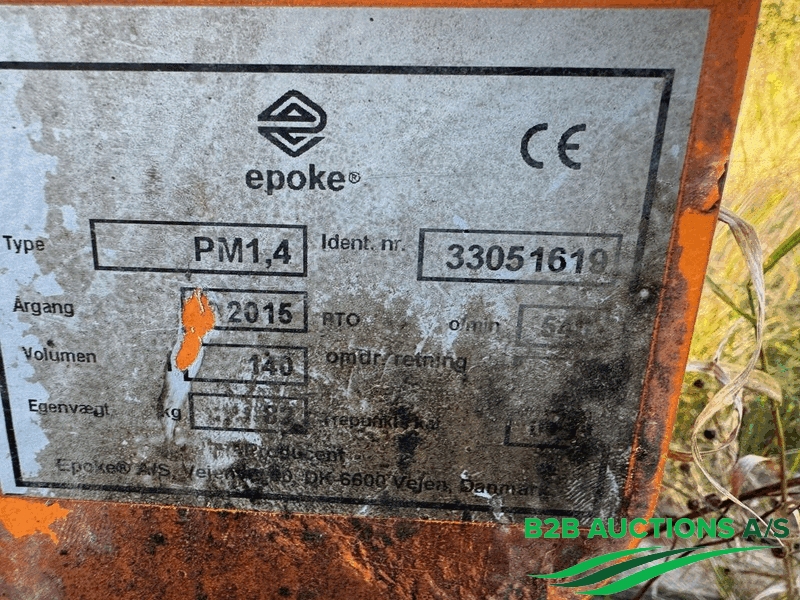 epoke®
CE
Type PM1,4 Ident. nr. 33051619
Årgang 2015 PTO o/min
Volumen 140 omdr. retning
Egenvægt kg
Producent
Epoke® A/S, DK-6600 Vejen, Danmark
B2B AUCTIONS A/S